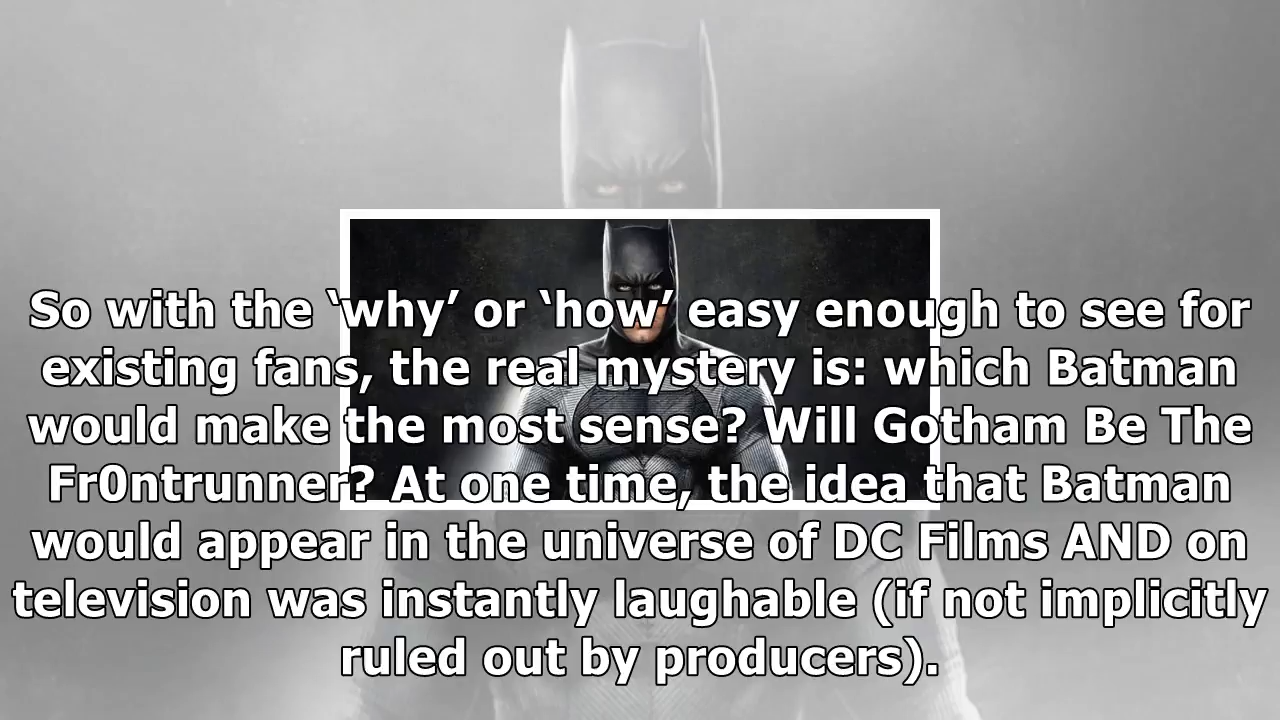 So with the ‘why’ or ‘how’ easy enough to see for
existing fans, the real mystery is: which Batman
would make the most sense? Will Gotham Be The
Fr0ntrunner? At one time, the idea that Batman
would appear in the universe of DC Films AND on
television was instantly laughable (if not implicitly
ruled out by producers).